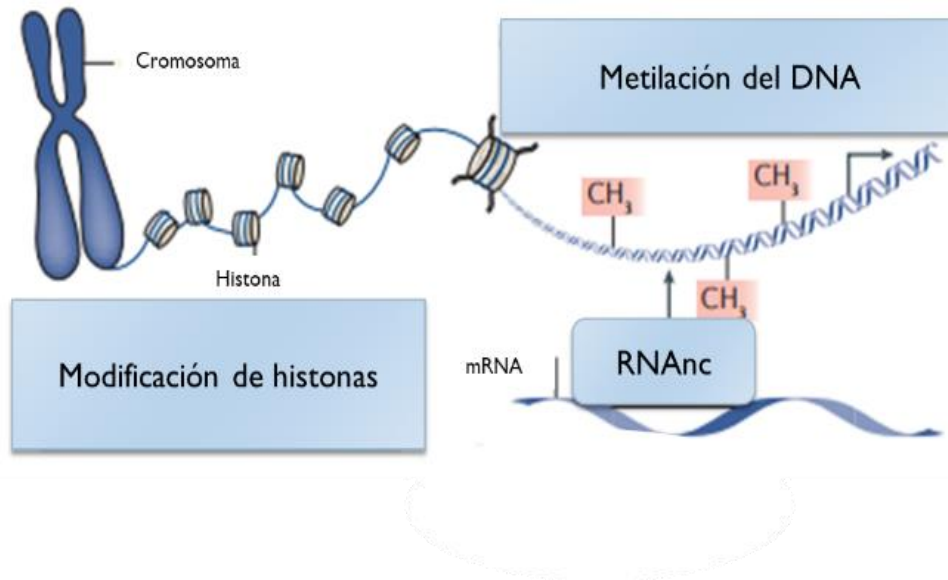 Cromosoma
Metilación del DNA
CH₃
CH₃
Histona
CH₃
Modificación de histonas
mRNA
RNAnc